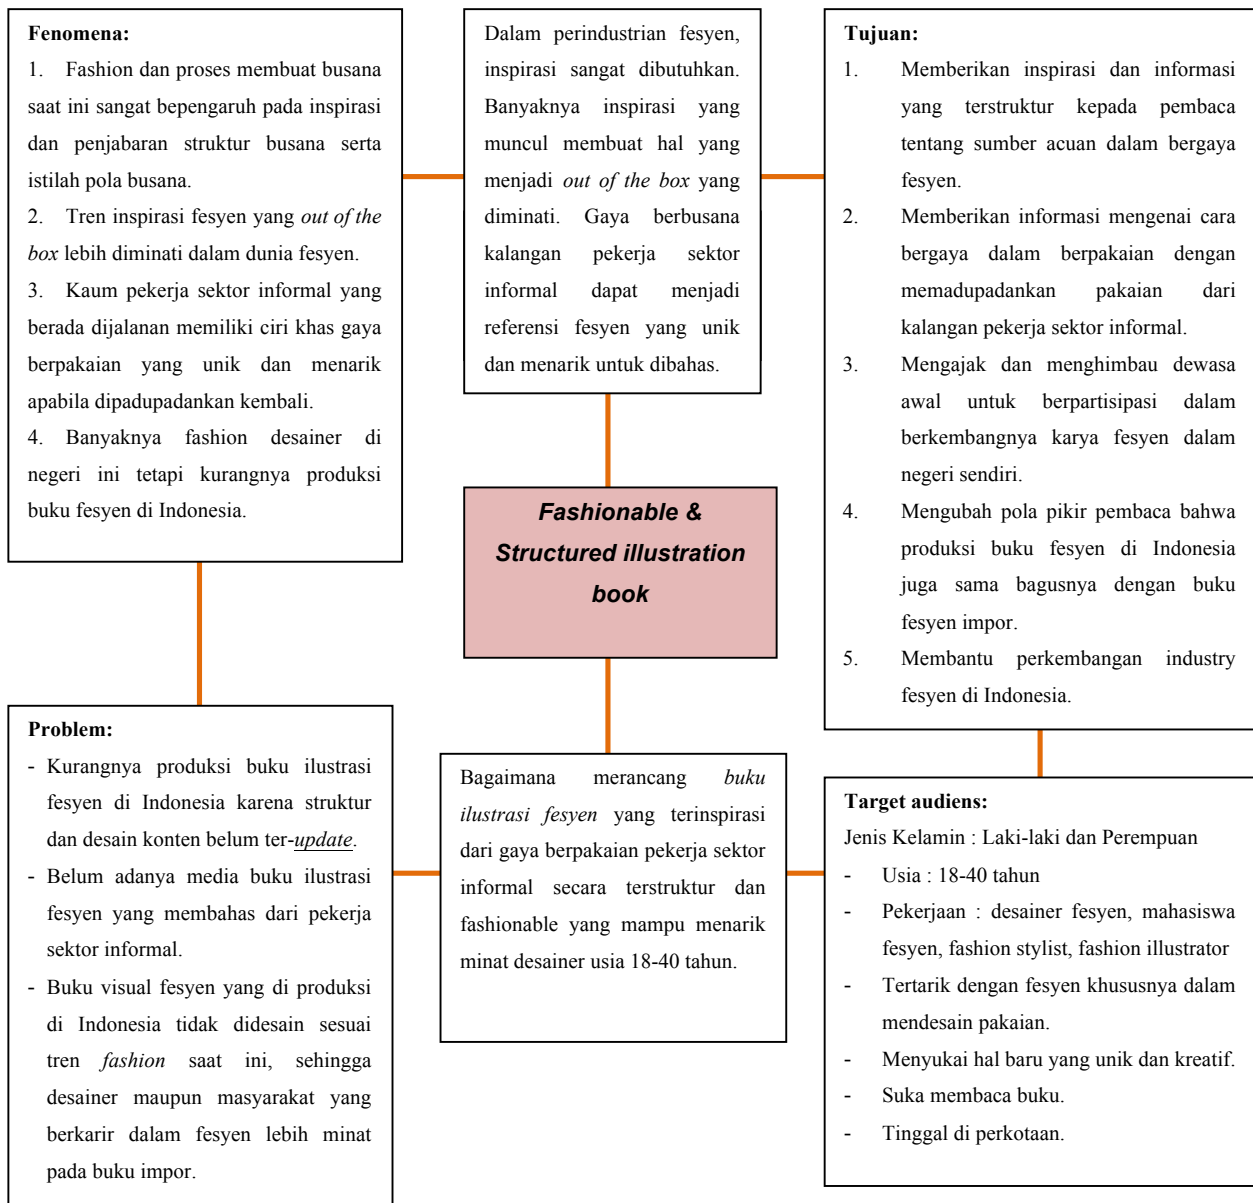 Fenomena:
1. Fashion dan proses membuat busana
saat ini sangat bepengaruh pada inspirasi
dan penjabaran struktur busana serta
istilah pola busana.
2. Tren inspirasi fesyen yang out of the
box lebih diminati dalam dunia fesyen.
3. Kaum pekerja sektor informal yang
berada dijalanan memiliki ciri khas gaya
berpakaian yang unik dan menarik
apabila dipadupadankan kembali.
4. Banyaknya fashion desainer di
negeri ini tetapi kurangnya produksi
buku fesyen di Indonesia.
Dalam perindustrian fesyen,
inspirasi sangat dibutuhkan.
Banyaknya inspirasi yang
muncul membuat hal yang
menjadi out of the box yang
diminati. Gaya berbusana
kalangan pekerja sektor
informal dapat menjadi
referensi fesyen yang unik
dan menarik untuk dibahas.
Tujuan:
1. Memberikan inspirasi dan informasi
yang terstruktur kepada pembaca
tentang sumber acuan dalam bergaya
fesyen.
2. Memberikan informasi mengenai cara
bergaya dalam berpakaian dengan
memadupadankan pakaian dari
kalangan pekerja sektor informal.
3. Mengajak dan menghimbau dewasa
awal untuk berpartisipasi dalam
berkembangnya karya fesyen dalam
negeri sendiri.
4. Mengubah pola pikir pembaca bahwa
produksi buku fesyen di Indonesia
juga sama bagusnya dengan buku
fesyen impor.
5. Membantu perkembangan industry
fesyen di Indonesia.
Fashionable &
Structured illustration
book
Problem:
- Kurangnya produksi buku ilustrasi
fesyen di Indonesia karena struktur
dan desain konten belum ter-update.
- Belum adanya media buku ilustrasi
fesyen yang membahas dari pekerja
sektor informal.
- Buku visual fesyen yang di produksi
di Indonesia tidak didesain sesuai
tren fashion saat ini, sehingga
desainer maupun masyarakat yang
berkarir dalam fesyen lebih minat
pada buku impor.
Bagaimana merancang buku
ilustrasi fesyen yang terinspirasi
dari gaya berpakaian pekerja sektor
informal secara terstruktur dan
fashionable yang mampu menarik
minat desainer usia 18-40 tahun.
Target audiens:
Jenis Kelamin : Laki-laki dan Perempuan
- Usia : 18-40 tahun
- Pekerjaan : desainer fesyen, mahasiswa
fesyen, fashion stylist, fashion illustrator
- Tertarik dengan fesyen khususnya dalam
mendesain pakaian.
- Menyukai hal baru yang unik dan kreatif.
- Suka membaca buku.
- Tinggal di perkotaan.